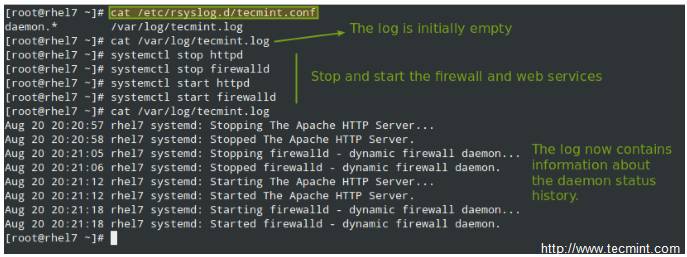 [root@rhel7 ~]# cat /etc/rsyslog.d/tecmint.conf
daemon.* /var/log/tecmint.log
[root@rhel7 ~]# cat /var/log/tecmint.log
The log is initially empty
[root@rhel7 ~]# systemctl stop httpd
[root@rhel7 ~]# systemctl stop firewalld
[root@rhel7 ~]# systemctl start httpd
[root@rhel7 ~]# systemctl start firewalld
Stop and start the firewall and web services
[root@rhel7 ~]# cat /var/log/tecmint.log
Aug 20 20:20:57 rhel7 systemd: Stopping The Apache HTTP Server...
Aug 20 20:20:58 rhel7 systemd: Stopped The Apache HTTP Server.
Aug 20 20:21:05 rhel7 systemd: Stopping firewalld - dynamic firewall daemon...
Aug 20 20:21:06 rhel7 systemd: Stopped firewalld - dynamic firewall daemon.
Aug 20 20:21:12 rhel7 systemd: Starting The Apache HTTP Server...
Aug 20 20:21:12 rhel7 systemd: Started The Apache HTTP Server.
Aug 20 20:21:18 rhel7 systemd: Starting firewalld - dynamic firewall daemon...
Aug 20 20:21:18 rhel7 systemd: Started firewalld - dynamic firewall daemon.
[root@rhel7 ~]#
The log now contains
information about
the daemon status
history.
http://www.tecmint.com